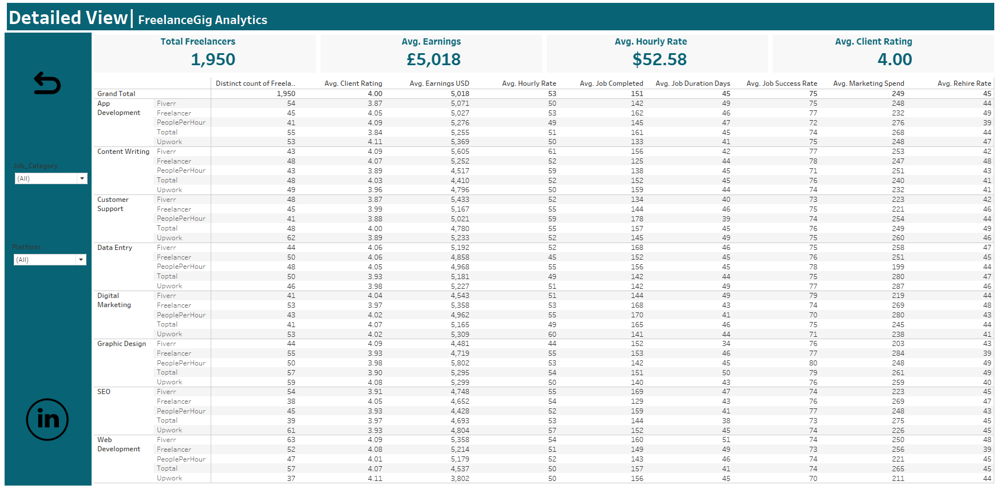 Detailed View| FreelanceGig Analytics
Total Freelancers Avg. Earnings Avg. Hourly Rate Avg. Client Rating
1,950 £5,018 $52.58 4.00
Distinct count of Freela.. Avg. Client Rating Avg. Earnings USD Avg. Hourly Rate Avg. Job Completed Avg. Job Duration Days Avg. Job Success Rate Avg. Marketing Spend Avg. Rehire Rate
Grand Total 1,950 4.00 5,018 53 151 45 75 249 45
App Development Fiverr 54 3.87 5,071 50 142 49 75 248 44
Freelancer 45 4.05 5,027 53 162 46 77 232 49
PeoplePerHour 41 4.09 5,276 49 145 47 72 276 39
Toptal 55 3.84 5,255 51 161 45 74 268 44
Upwork 53 4.11 5,369 50 133 41 75 248 47
Content Writing Fiverr 43 4.09 5,605 61 156 42 77 253 42
Freelancer 48 4.07 5,252 52 125 44 78 247 48
PeoplePerHour 43 3.89 4,517 59 138 45 71 251 43
Toptal 48 4.03 4,410 52 152 45 76 240 41
Upwork 49 3.96 4,796 50 159 44 74 232 41
Customer Support Fiverr 48 3.87 5,433 52 134 40 73 223 42
Freelancer 45 3.99 5,167 55 144 46 75 221 46
PeoplePerHour 41 3.88 5,021 59 178 39 74 254 44
Toptal 48 4.00 4,780 55 157 45 76 249 49
Upwork 62 3.89 5,233 52 145 49 75 260 46
Data Entry Fiverr 44 4.06 5,192 52 168 46 75 258 47
Freelancer 50 4.06 4,858 45 152 45 76 251 45
PeoplePerHour 48 4.05 4,968 55 156 45 78 199 44
Toptal 50 3.93 5,181 49 142 44 75 280 47
Upwork 46 3.98 5,227 51 142 49 77 287 46
Digital Marketing Fiverr 41 4.04 4,543 51 144 49 79 219 44
Freelancer 53 3.97 5,358 53 168 43 74 269 48
PeoplePerHour 43 4.02 4,962 55 170 41 70 280 43
Toptal 41 4.07 5,165 49 165 46 75 245 44
Upwork 53 4.02 5,309 60 141 44 71 238 41
Graphic Design Fiverr 44 4.09 4,481 44 152 34 76 203 43
Freelancer 55 3.93 4,719 55 153 46 77 284 39
PeoplePerHour 50 3.98 5,802 53 142 45 80 248 49
Toptal 57 3.90 5,295 54 151 50 79 261 49
Upwork 59 4.08 5,299 50 140 43 76 259 40
SEO Fiverr 54 3.91 4,748 55 169 47 74 223 45
Freelancer 38 4.05 4,652 54 129 43 76 269 47
PeoplePerHour 45 3.93 4,428 52 159 41 77 248 43
Toptal 39 3.97 4,693 53 144 38 73 275 45
Upwork 61 3.93 4,804 57 152 45 74 226 45
Web Development Fiverr 63 4.09 5,358 54 160 51 74 250 48
Freelancer 52 4.08 5,214 51 149 49 73 256 39
PeoplePerHour 47 4.01 5,179 52 143 46 74 221 45
Toptal 57 4.07 4,537 50 157 41 74 265 45
Upwork 37 4.11 3,802 50 156 45 70 211 44
Job_Category
(All)
Platform
(All)
in